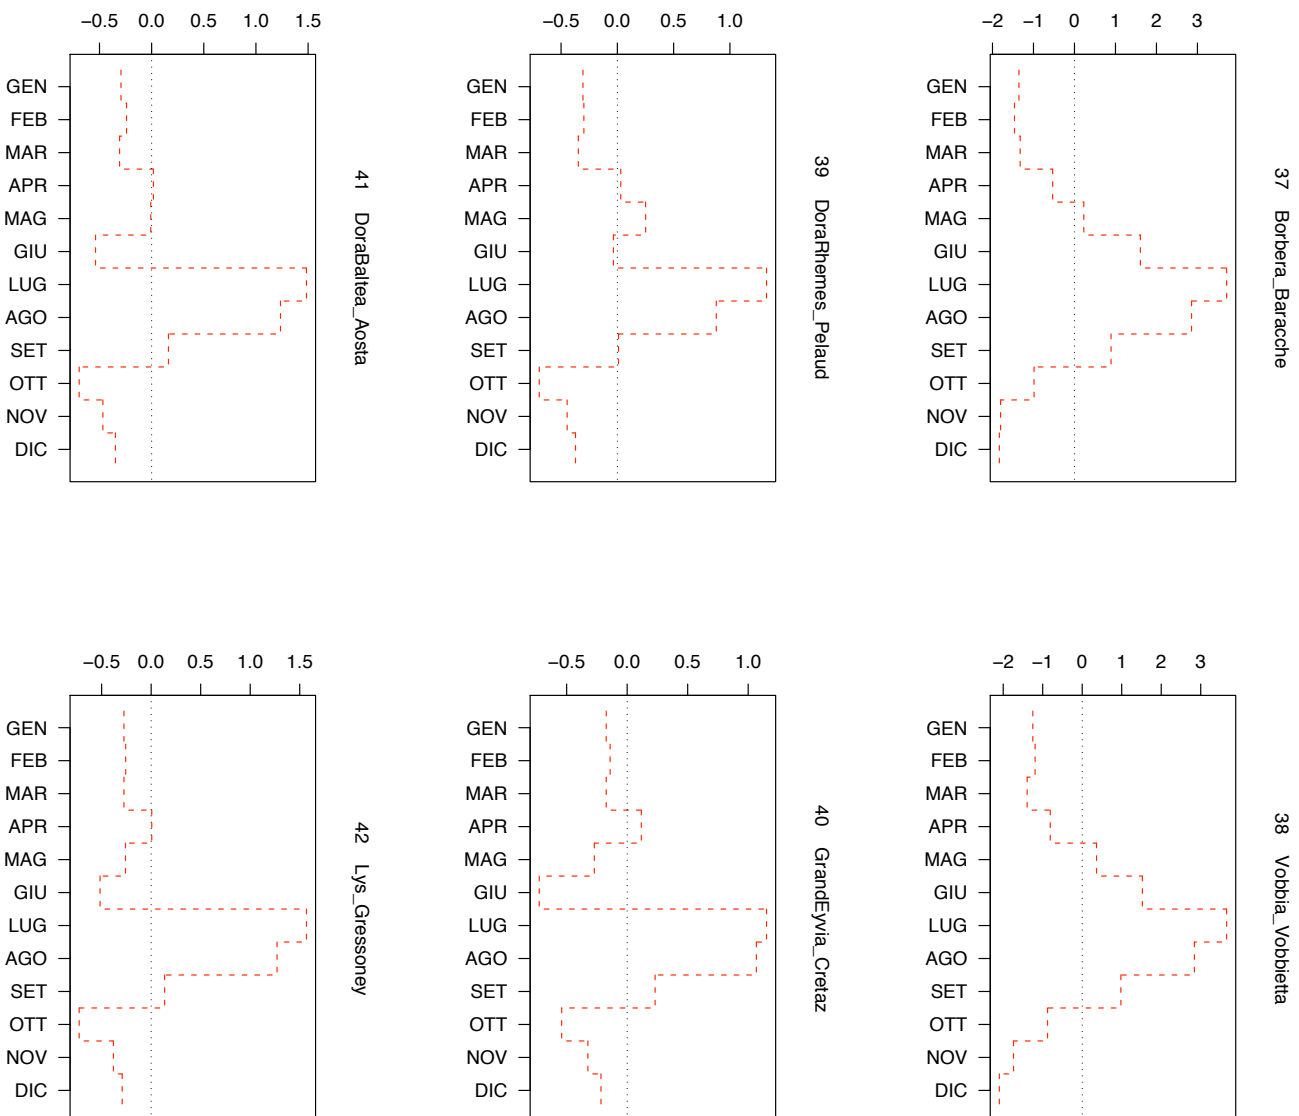 −0.5 0.0 0.5 1.0 1.5
GEN
FEB
MAR
APR
MAG
GIU
LUG
AGO
SET
OTT
NOV
DIC
41 DoraBaltea_Aosta
−0.5 0.0 0.5 1.0
GEN
FEB
MAR
APR
MAG
GIU
LUG
AGO
SET
OTT
NOV
DIC
39 DoraRhemes_Pelaud
−2 −1 0 1 2 3
GEN
FEB
MAR
APR
MAG
GIU
LUG
AGO
SET
OTT
NOV
DIC
37 Borbera_Baracche
−0.5 0.0 0.5 1.0 1.5
GEN
FEB
MAR
APR
MAG
GIU
LUG
AGO
SET
OTT
NOV
DIC
42 Lys_Gressoney
−0.5 0.0 0.5 1.0
GEN
FEB
MAR
APR
MAG
GIU
LUG
AGO
SET
OTT
NOV
DIC
40 GrandEyvia_Cretaz
−2 −1 0 1 2 3
GEN
FEB
MAR
APR
MAG
GIU
LUG
AGO
SET
OTT
NOV
DIC
38 Vobbia_Vobbietta